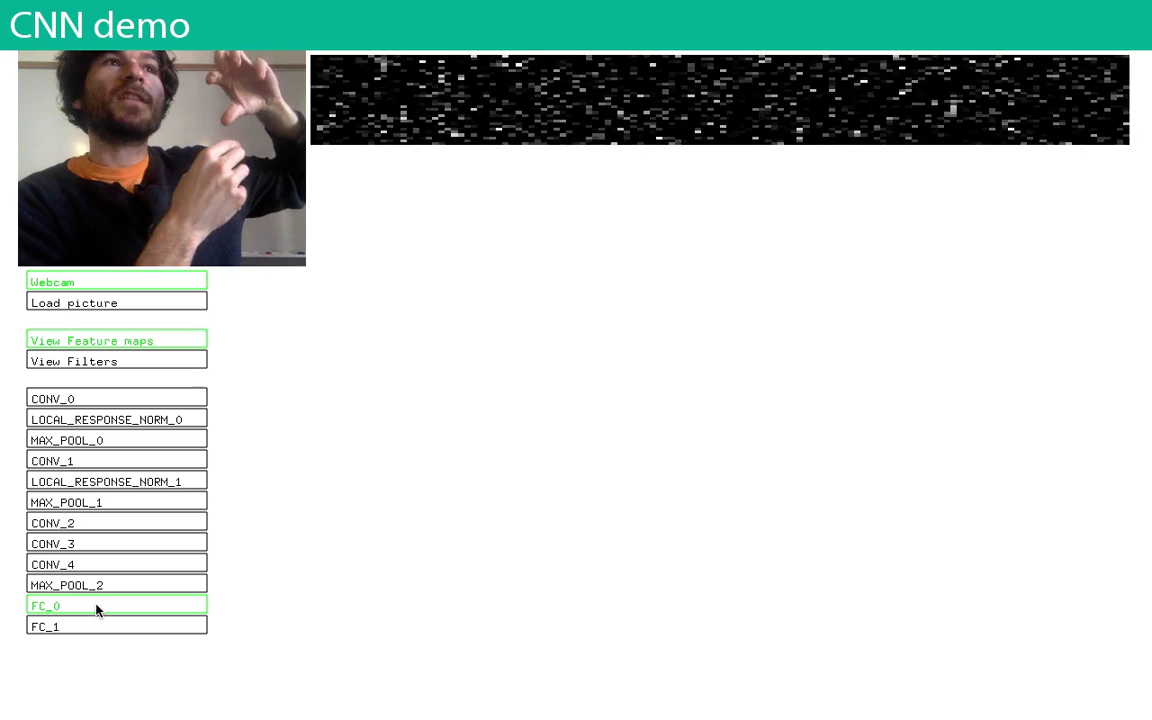 CNN demo
Webcam
Load picture
View Feature maps
View Filters
CONV_0
LOCAL_RESPONSE_NORM_0
MAX_POOL_0
CONV_1
LOCAL_RESPONSE_NORM_1
MAX_POOL_1
CONV_2
CONV_3
CONV_4
MAX_POOL_2
FC_0
FC_1